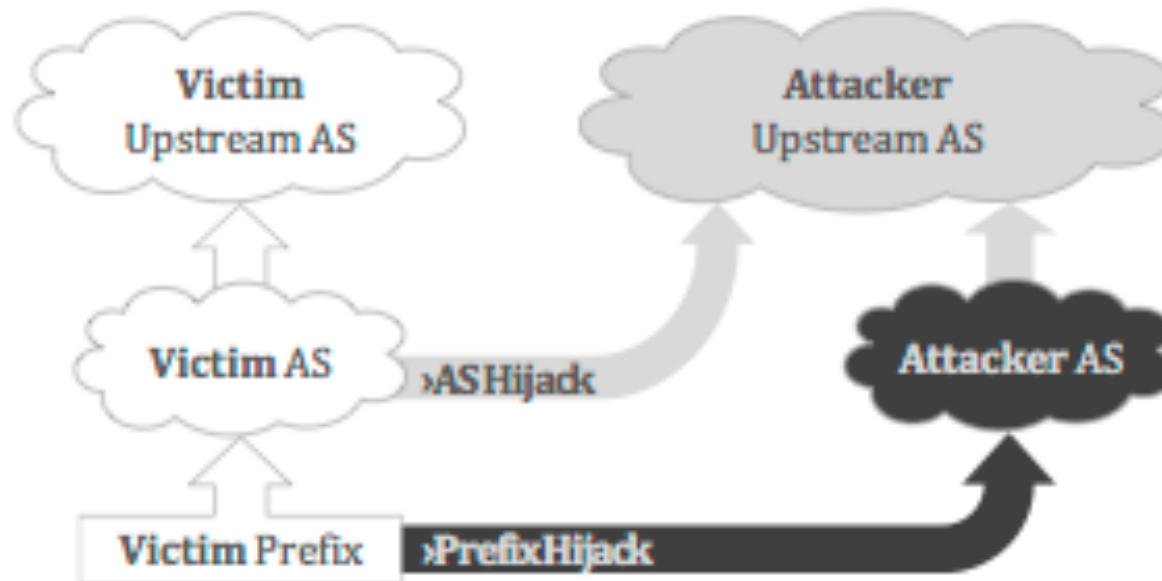 Victim
Upstream AS
Attacker
Upstream AS
Victim AS
›AS Hijack
Attacker AS
Victim Prefix
›Prefix Hijack